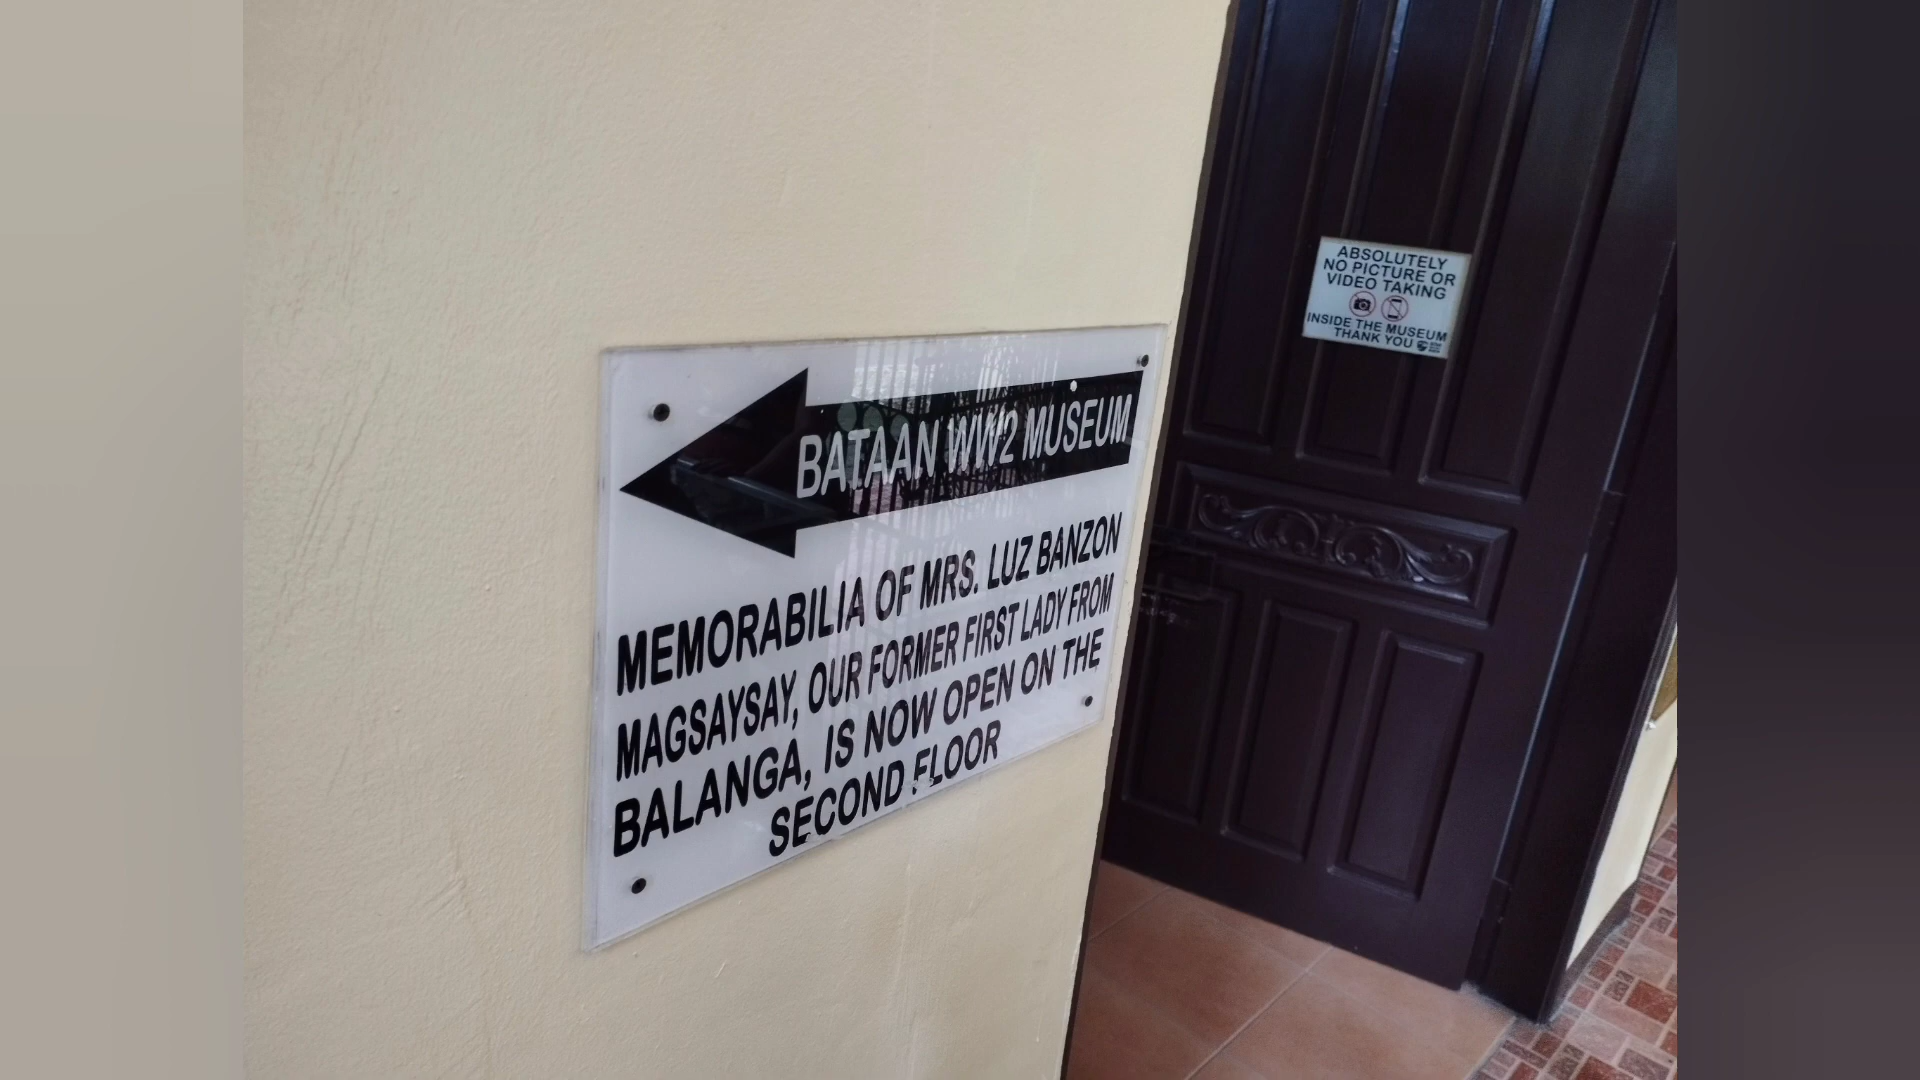 BATAAN WW2 MUSEUM
MEMORABILIA OF MRS. LUZ BANZON
MAGSAYSAY, OUR FORMER FIRST LADY FROM
BALANGA, IS NOW OPEN ON THE
SECOND FLOOR
ABSOLUTELY
NO PICTURE OR
VIDEO TAKING
INSIDE THE MUSEUM
THANK YOU